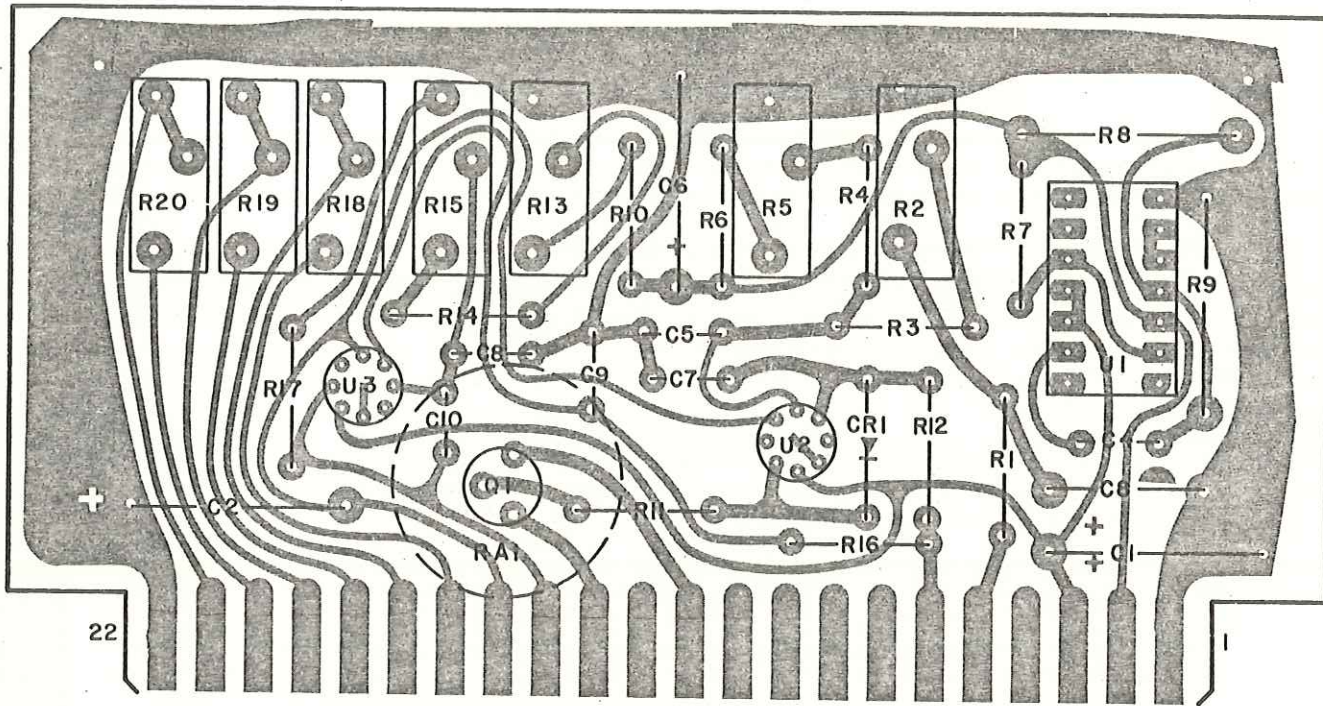 R8
R20
R19
R18
R15
R13
R10
C6
+
R6
R5
R4
R2
R7
R9
R14
C5
R3
C8
R17
U3
C9
C7
U1
C10
U2
CR1
R12
R1
+
C2
Q1
R11
C8
+
RA1
R16
+
C1
22
1